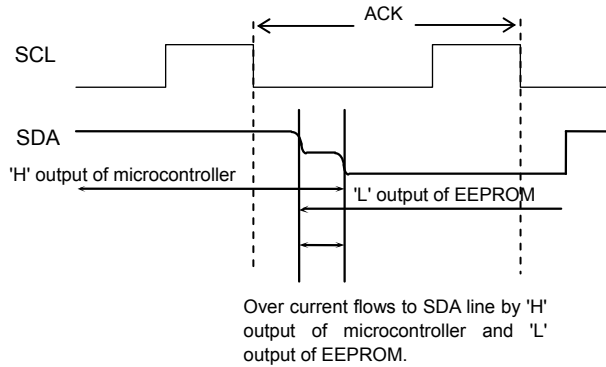 ACK
SCL
SDA
'H' output of microcontroller
'L' output of EEPROM
Over current flows to SDA line by 'H'
output of microcontroller and 'L'
output of EEPROM.